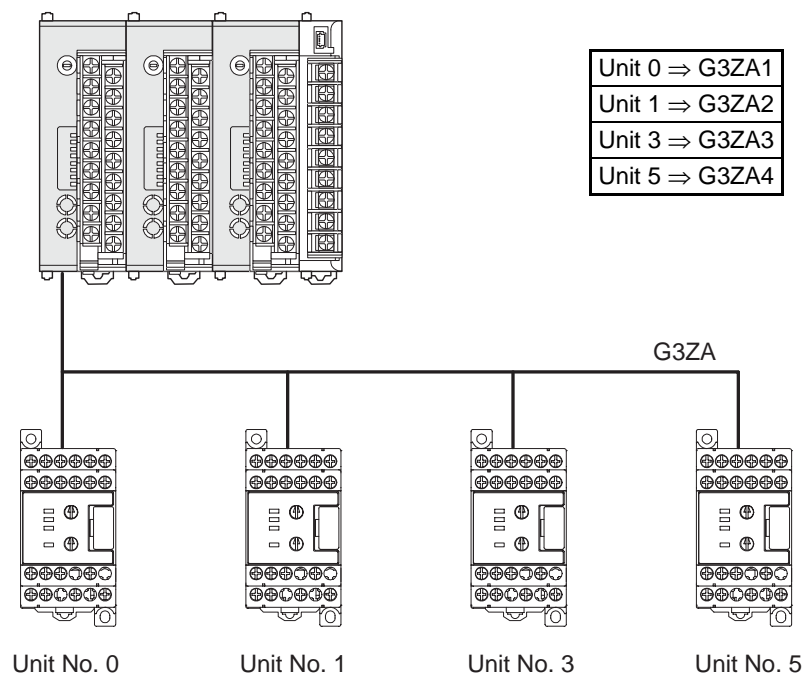 Unit 0 ⇒ G3ZA1
Unit 1 ⇒ G3ZA2
Unit 3 ⇒ G3ZA3
Unit 5 ⇒ G3ZA4
G3ZA
Unit No. 0
Unit No. 1
Unit No. 3
Unit No. 5